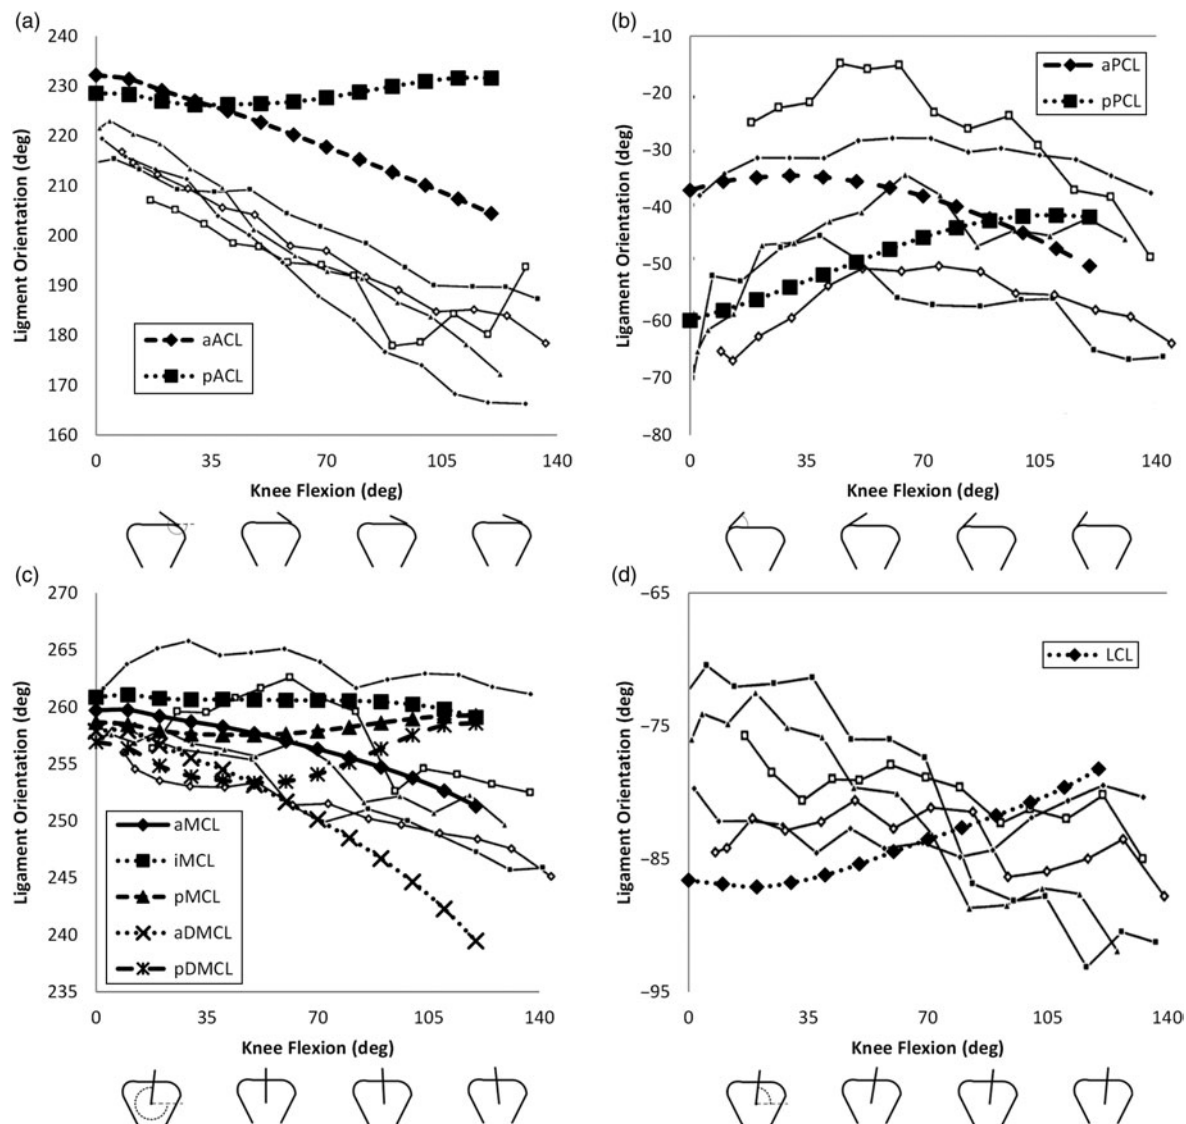 (a)
240
230
220
210
200
190
180
170
160
Ligment Orientation (deg)
aACL
pACL
0 35 70 105 140
Knee Flexion (deg)
(b)
-10
-20
-30
-40
-50
-60
-70
-80
Ligament Orientation (deg)
aPCL
pPCL
0 35 70 105 140
Knee Flexion (deg)
(c)
270
265
260
255
250
245
240
235
Ligament Orientation (deg)
aMCL
iMCL
pMCL
aDMCL
pDMCL
0 35 70 105 140
Knee Flexion (deg)
(d)
-65
-75
-85
-95
Ligament Orientation (deg)
LCL
0 35 70 105 140
Knee Flexion (deg)